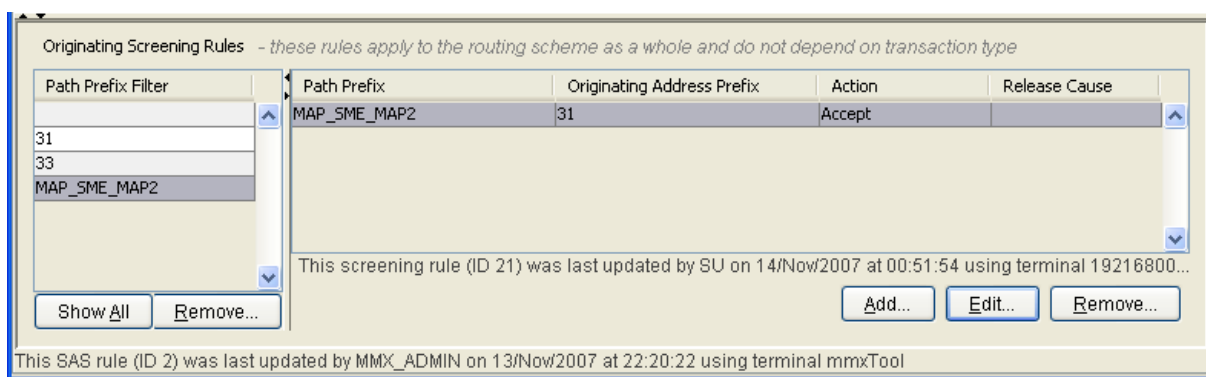 Originating Screening Rules - these rules apply to the routing scheme as a whole and do not depend on transaction type
Path Prefix Filter
31
33
MAP_SME_MAP2
Show All Remove...
Path Prefix Originating Address Prefix Action Release Cause
MAP_SME_MAP2 31 Accept
This screening rule (ID 21) was last updated by SU on 14/Nov/2007 at 00:51:54 using terminal 19216800...
Add... Edit... Remove...
This SAS rule (ID 2) was last updated by MMX_ADMIN on 13/Nov/2007 at 22:20:22 using terminal mmxTool